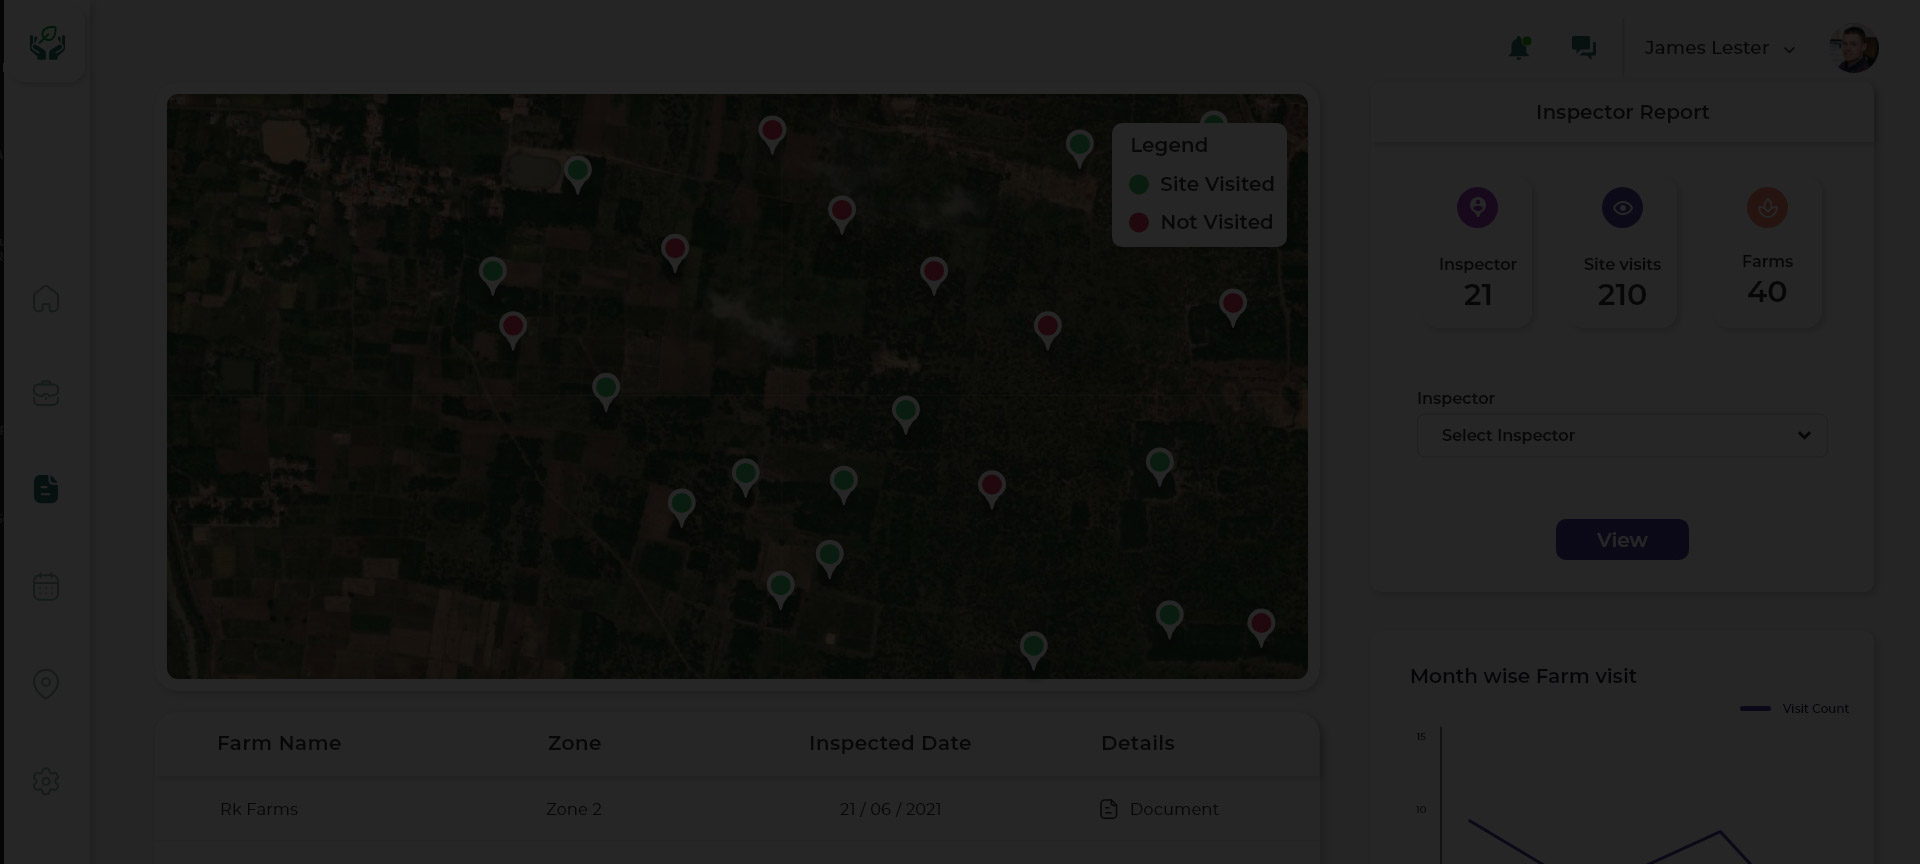 James Lester
Legend
Site Visited
Not Visited
Inspector Report
Inspector
21
Site visits
210
Farms
40
Inspector
Select Inspector
View
Month wise Farm visit
Visit Count
15
10
Farm Name Zone Inspected Date Details
Rk Farms Zone 2 21 / 06 / 2021 Document